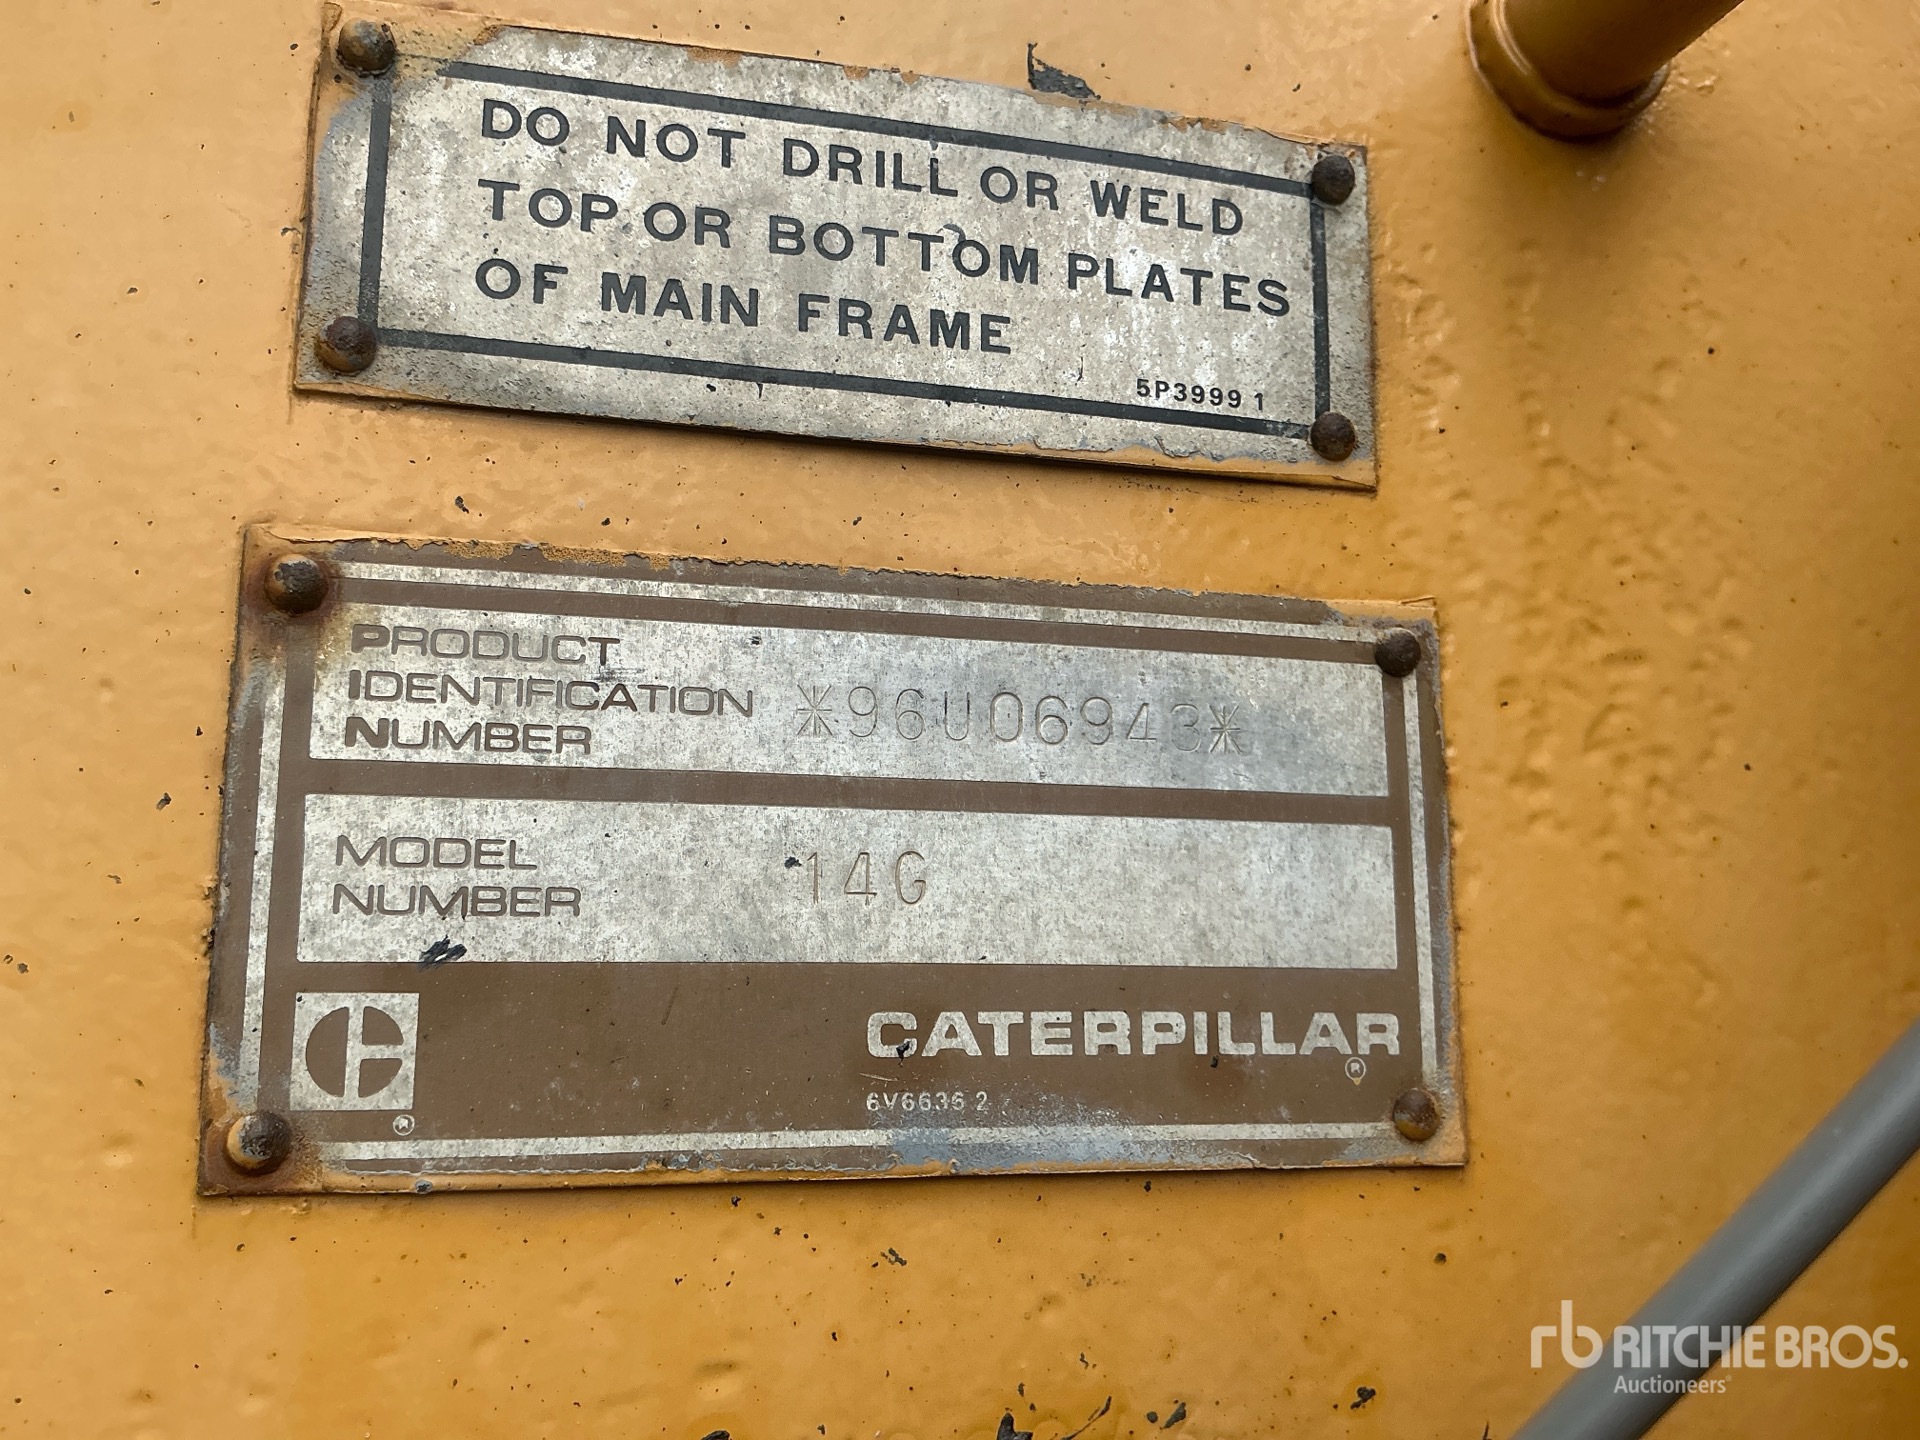 DO NOT DRILL OR WELD
TOP OR BOTTOM PLATES
OF MAIN FRAME
5P3999 1
PRODUCT
IDENTIFICATION
NUMBER
*96U06943*
MODEL
NUMBER
14G
CATERPILLAR
®
®
6V6636 2
rb RITCHIE BROS.
Auctioneers